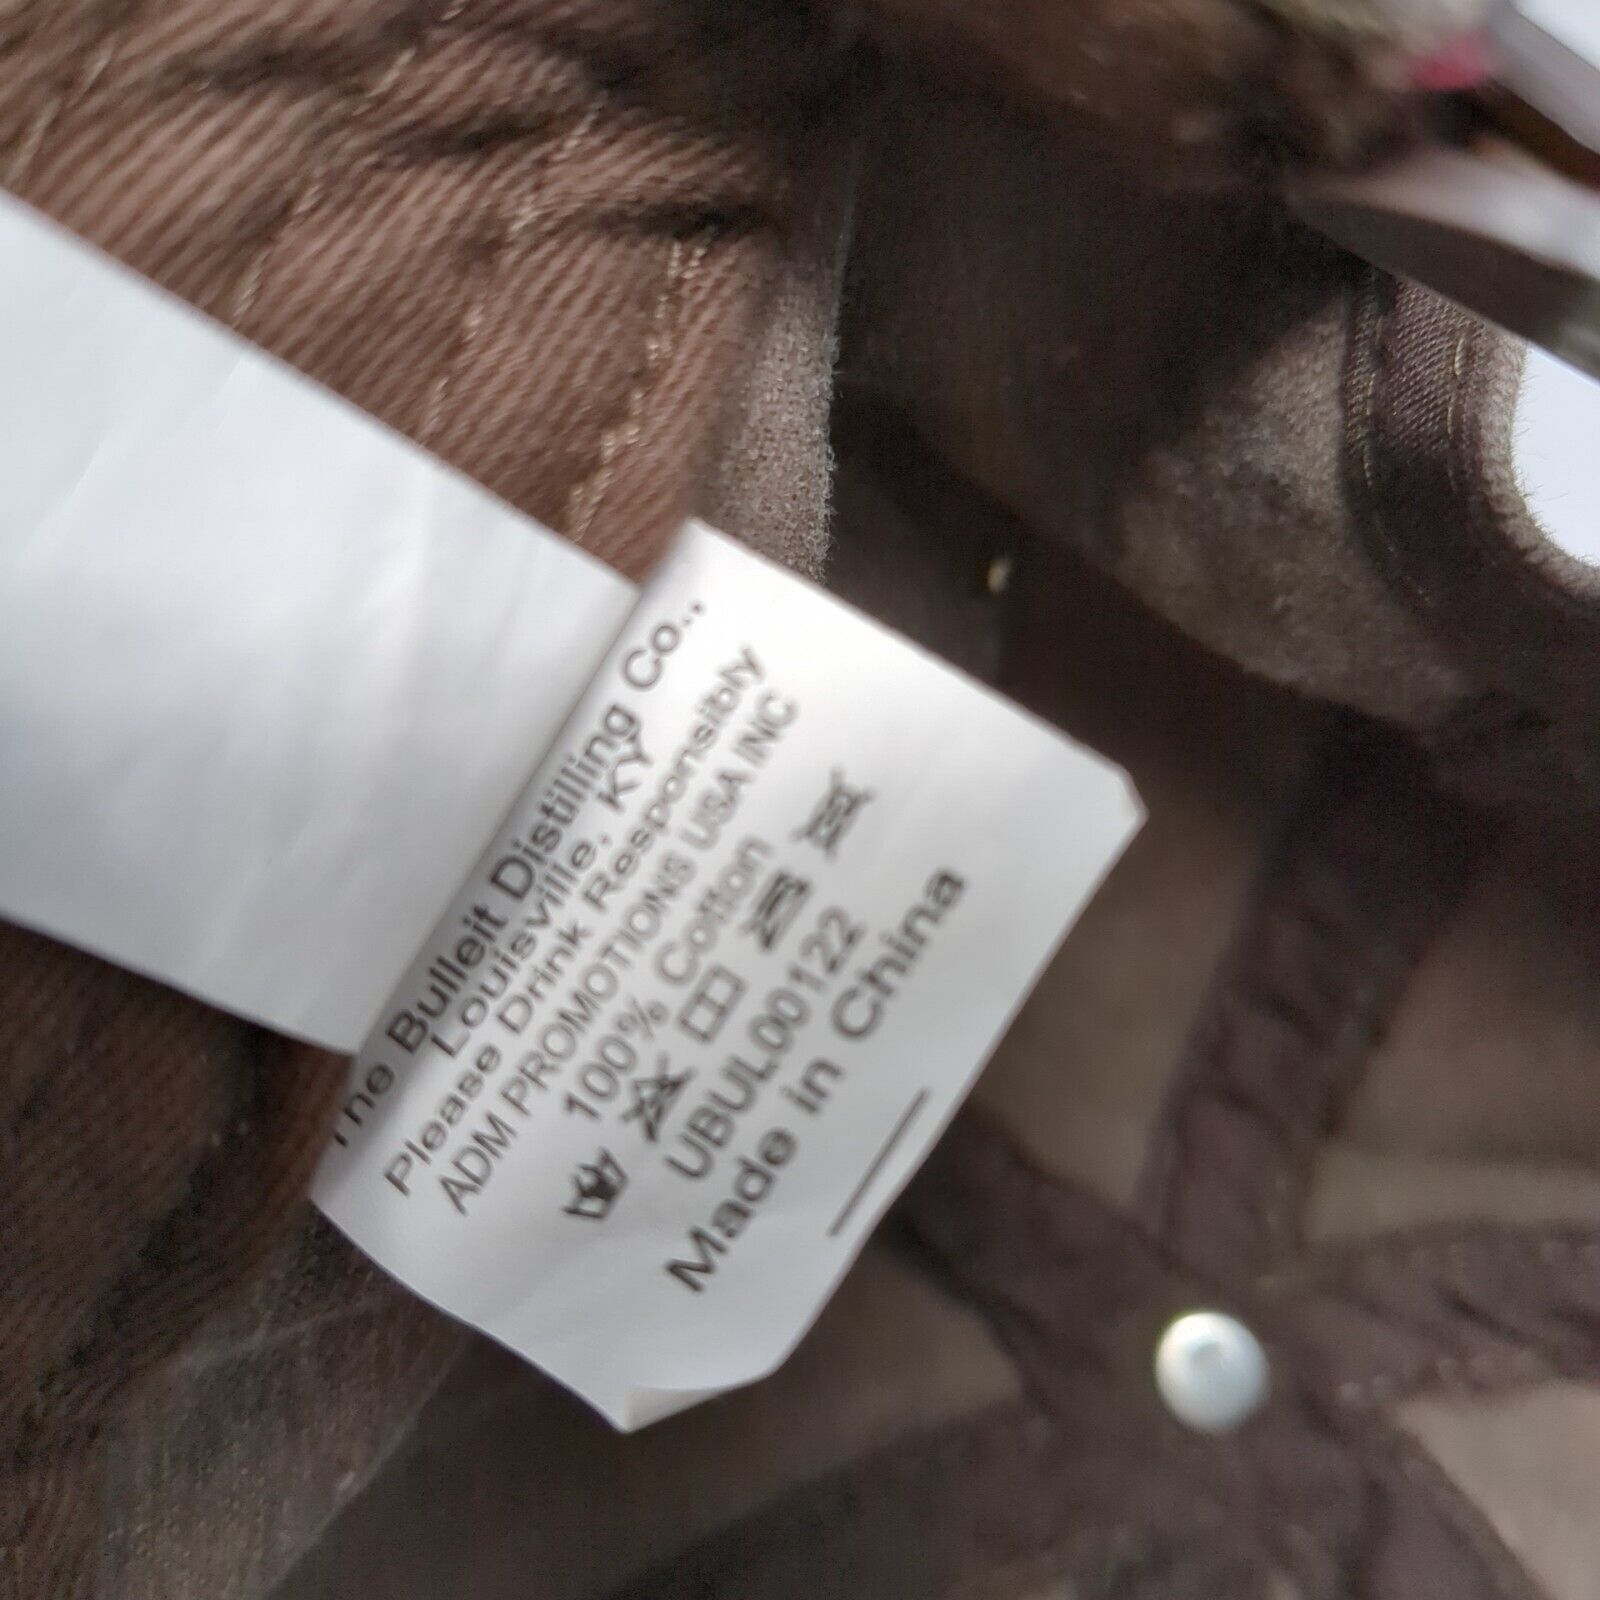 The Bulleit Distilling Co.,
Louisville, KY
Please Drink Responsibly
ADM PROMOTIONS USA INC
100% Cotton
UBUL00122
Made in China